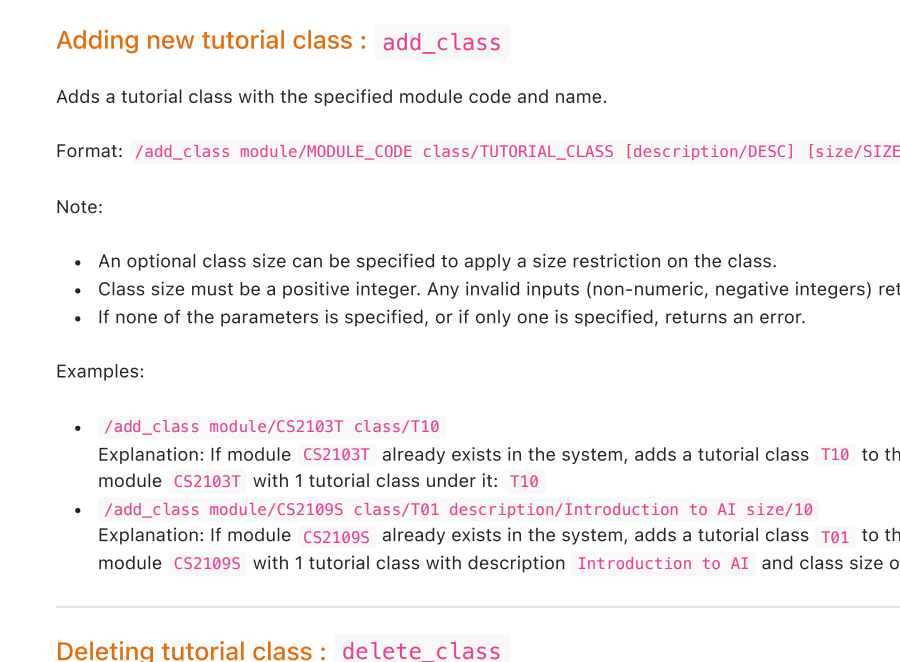 Adding new tutorial class : add_class
Adds a tutorial class with the specified module code and name.
Format: /add_class module/MODULE_CODE class/TUTORIAL_CLASS [description/DESC] [size/SIZE
Note:
• An optional class size can be specified to apply a size restriction on the class.
• Class size must be a positive integer. Any invalid inputs (non-numeric, negative integers) ret
• If none of the parameters is specified, or if only one is specified, returns an error.
Examples:
• /add_class module/CS2103T class/T10
Explanation: If module CS2103T already exists in the system, adds a tutorial class T10 to th
module CS2103T with 1 tutorial class under it: T10
• /add_class module/CS2109S class/T01 description/Introduction to AI size/10
Explanation: If module CS2109S already exists in the system, adds a tutorial class T01 to th
module CS2109S with 1 tutorial class with description Introduction to AI and class size o
Deleting tutorial class : delete_class